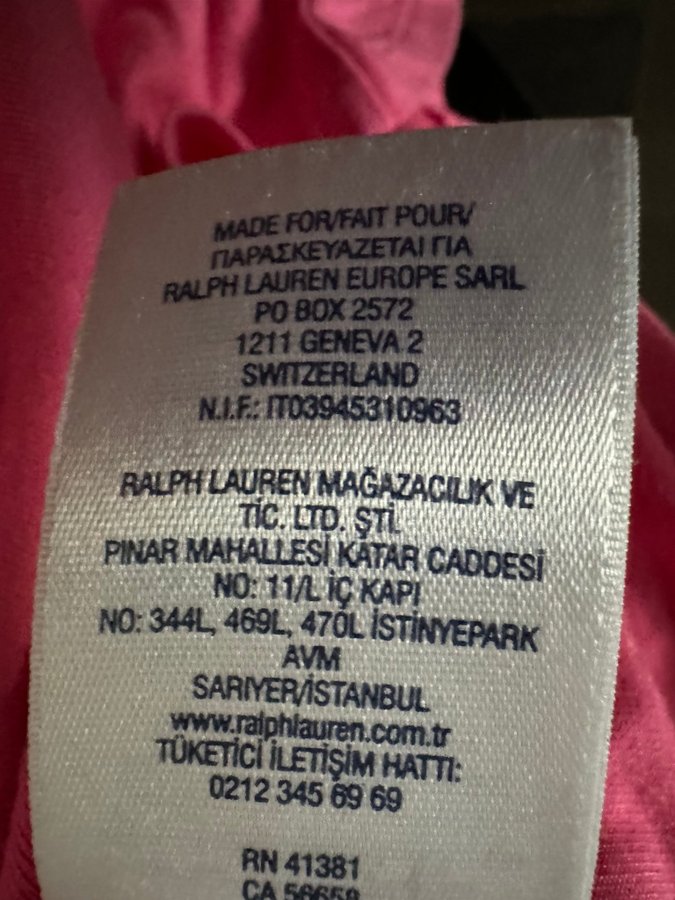 MADE FOR/FAIT POUR/
ΠΑΡΑΣΚΕΥΑΖΕΤΑΙ ΓΙΑ
RALPH LAUREN EUROPE SARL
PO BOX 2572
1211 GENEVA 2
SWITZERLAND
N.I.F.: IT03945310963
RALPH LAUREN MAĞAZACILIK VE
TİC. LTD. ŞTİ.
PINAR MAHALLESİ KATAR CADDESİ
NO: 11/L İÇ KAPI
NO: 344L, 469L, 470L İSTİNYEPARK
AVM
SARIYER/İSTANBUL
www.ralphlauren.com.tr
TÜKETİCİ İLETİŞİM HATTI:
0212 345 69 69
RN 41381
CA 56658